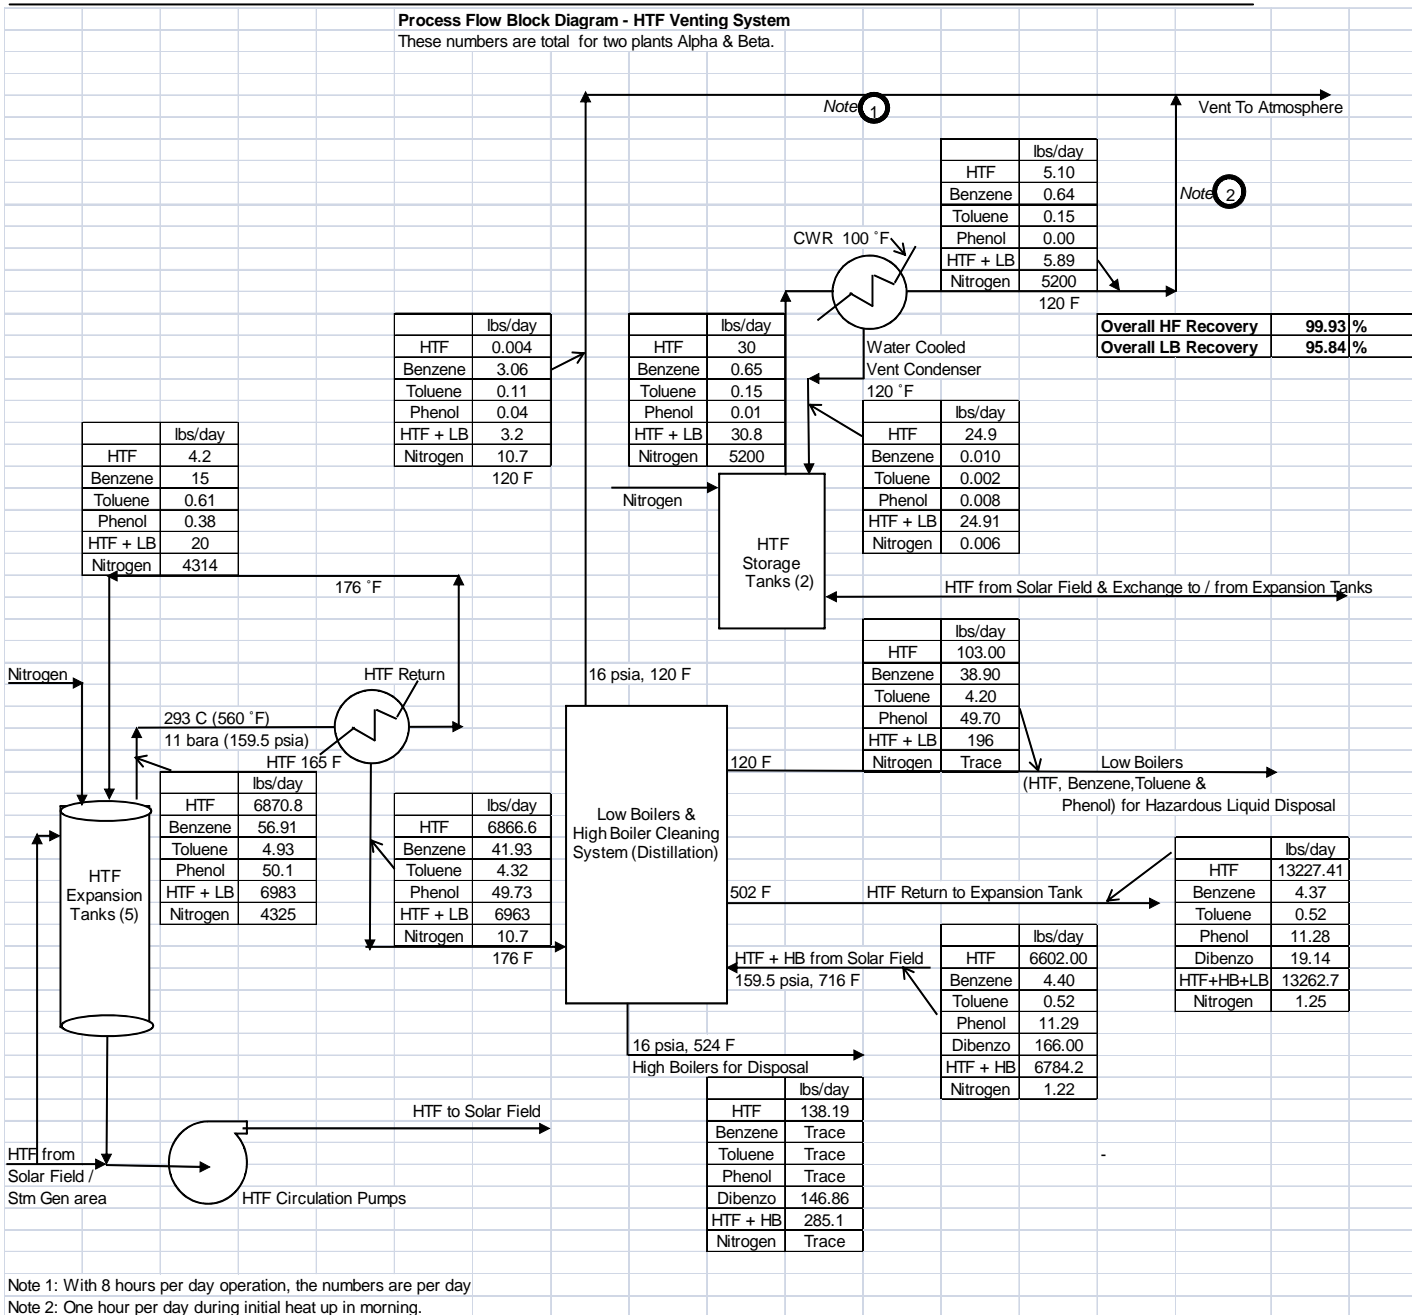 Process Flow Block Diagram - HTF Venting System
These numbers are total for two plants Alpha & Beta.
Note 1
Vent To Atmosphere
lbs/day
HTF 5.10
Benzene 0.64
Toluene 0.15
Phenol 0.00
HTF + LB 5.89
Nitrogen 5200
Note 2
CWR 100 ˚F
120 F
Overall HF Recovery 99.93 %
Overall LB Recovery 95.84 %
lbs/day
HTF 0.004
Benzene 3.06
Toluene 0.11
Phenol 0.04
HTF + LB 3.2
Nitrogen 10.7
120 F
lbs/day
HTF 30
Benzene 0.65
Toluene 0.15
Phenol 0.01
HTF + LB 30.8
Nitrogen 5200
Water Cooled
Vent Condenser
120 ˚F
lbs/day
HTF 24.9
Benzene 0.010
Toluene 0.002
Phenol 0.008
HTF + LB 24.91
Nitrogen 0.006
lbs/day
HTF 4.2
Benzene 15
Toluene 0.61
Phenol 0.38
HTF + LB 20
Nitrogen 4314
Nitrogen
HTF
Storage
Tanks (2)
176 ˚F
HTF from Solar Field & Exchange to / from Expansion Tanks
lbs/day
HTF 103.00
Benzene 38.90
Toluene 4.20
Phenol 49.70
HTF + LB 196
Nitrogen Trace
Nitrogen
HTF Return
16 psia, 120 F
293 C (560 ˚F)
11 bara (159.5 psia)
HTF 165 F
120 F
Low Boilers
(HTF, Benzene,Toluene &
Phenol) for Hazardous Liquid Disposal
lbs/day
HTF 6870.8
Benzene 56.91
Toluene 4.93
Phenol 50.1
HTF + LB 6983
Nitrogen 4325
lbs/day
HTF 6866.6
Benzene 41.93
Toluene 4.32
Phenol 49.73
HTF + LB 6963
Nitrogen 10.7
176 F
HTF
Expansion
Tanks (5)
Low Boilers &
High Boiler Cleaning
System (Distillation)
502 F
HTF Return to Expansion Tank
lbs/day
HTF 13227.41
Benzene 4.37
Toluene 0.52
Phenol 11.28
Dibenzo 19.14
HTF+HB+LB 13262.7
Nitrogen 1.25
HTF + HB from Solar Field
159.5 psia, 716 F
lbs/day
HTF 6602.00
Benzene 4.40
Toluene 0.52
Phenol 11.29
Dibenzo 166.00
HTF + HB 6784.2
Nitrogen 1.22
16 psia, 524 F
High Boilers for Disposal
lbs/day
HTF 138.19
Benzene Trace
Toluene Trace
Phenol Trace
Dibenzo 146.86
HTF + HB 285.1
Nitrogen Trace
HTF to Solar Field
-
HTF from
Solar Field /
Stm Gen area
HTF Circulation Pumps
Note 1: With 8 hours per day operation, the numbers are per day
Note 2: One hour per day during initial heat up in morning.